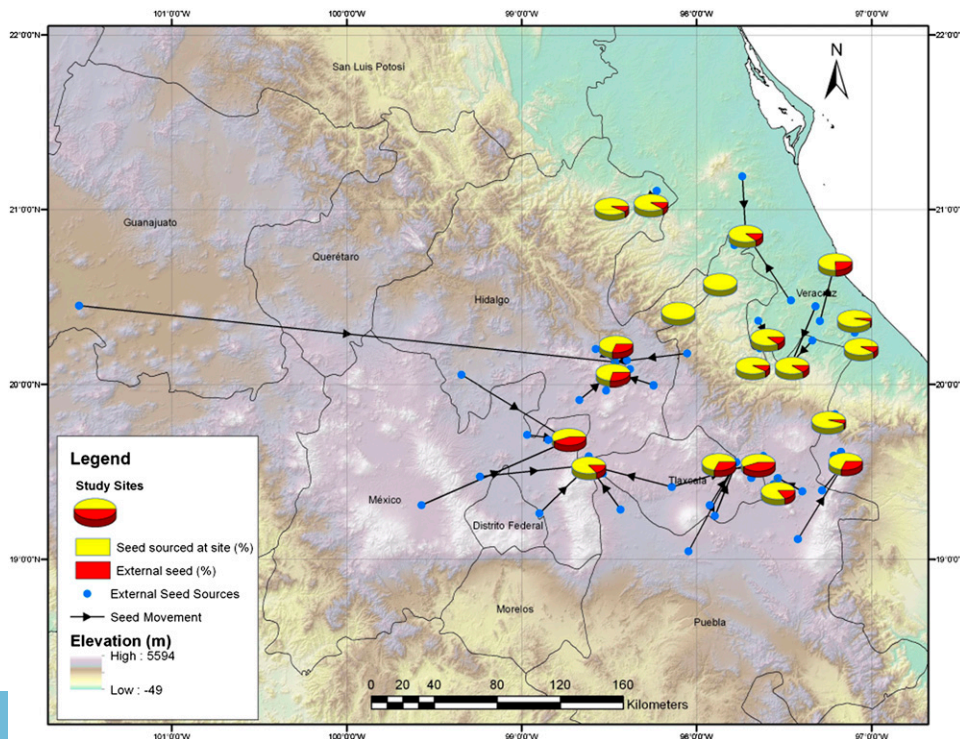 101°0'0"W 100°0'0"W 99°0'0"W 98°0'0"W 97°0'0"W
22°0'0"N 22°0'0"N
N
San Luis Potosí
21°0'0"N 21°0'0"N
Guanajuato
Querétaro
Hidalgo
Veracruz
20°0'0"N 20°0'0"N
Tlaxcala
México
Distrito Federal
19°0'0"N 19°0'0"N
Morelos
Puebla
Legend
Study Sites
Seed sourced at site (%)
External seed (%)
External Seed Sources
Seed Movement
Elevation (m)
High : 5594
Low : -49
0 10 20 40 80 120 160
Kilometers
101°0'0"W 100°0'0"W 99°0'0"W 98°0'0"W 97°0'0"W